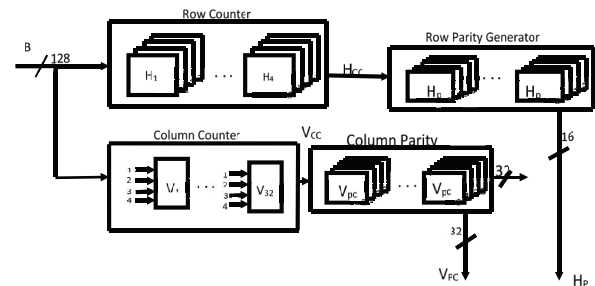 Row Counter
Row Parity Generator
B
128
H1
. . .
H4
HCC
Hp
. . .
Hp
16
Column Counter
VCC
Column Parity
1
2
3
4
V1
. . .
1
2
3
4
V32
Vpc
. . .
Vpc
32
32
VPC
HP